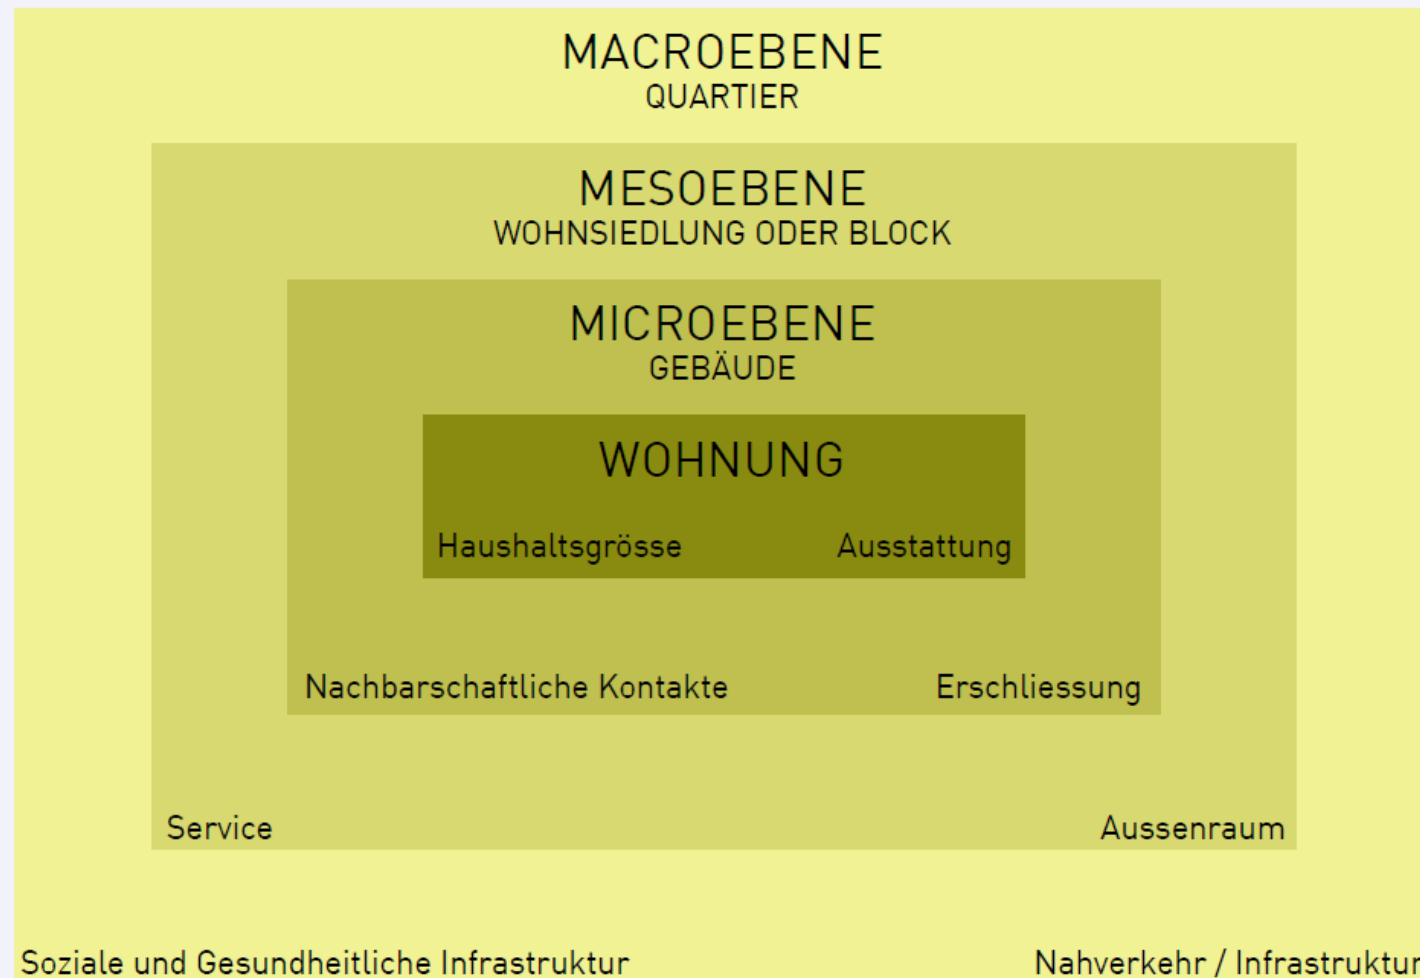 MACROEBENE
QUARTIER
MESOEBENE
WOHNSIEDLUNG ODER BLOCK
MICROEBENE
GEBÄUDE
WOHNUNG
Haushaltsgrösse Ausstattung
Nachbarschaftliche Kontakte Erschliessung
Service Aussenraum
Soziale und Gesundheitliche Infrastruktur Nahverkehr / Infrastruktur